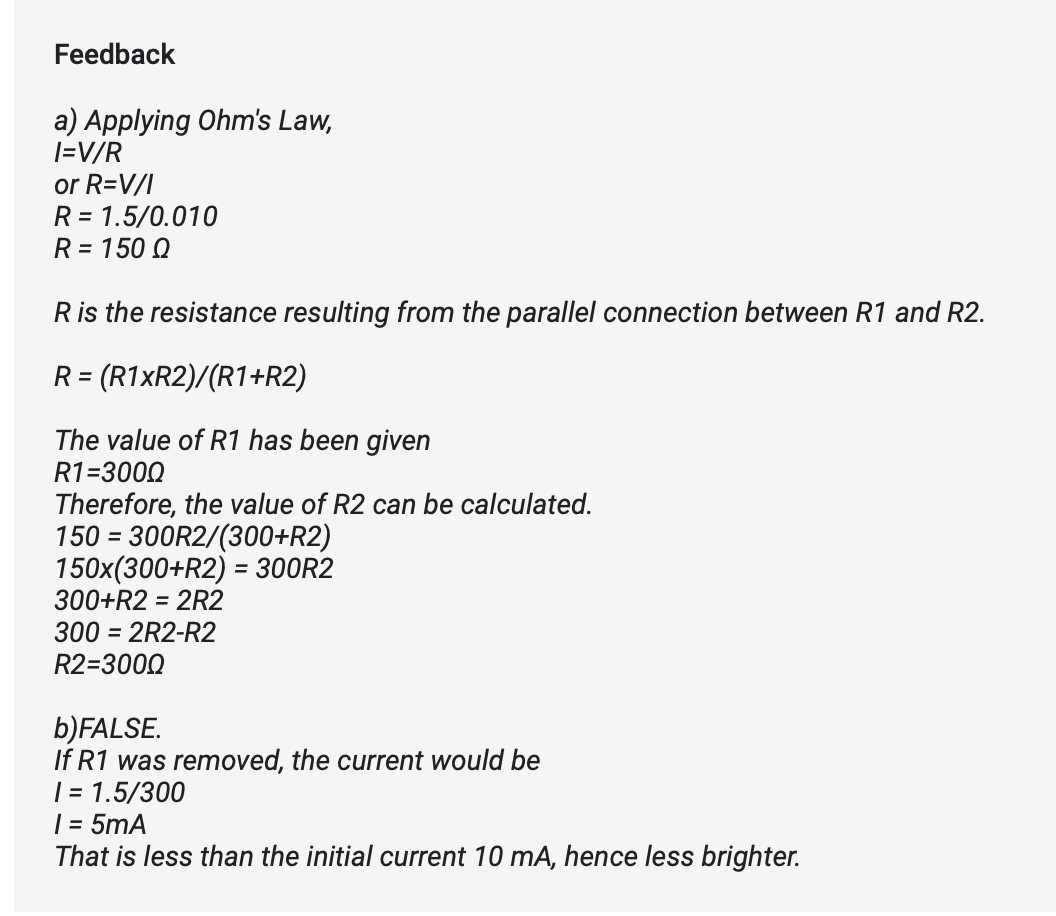 Feedback
a) Applying Ohm's Law,
I=V/R
or R=V/I
R = 1.5/0.010
R = 150 Ω
R is the resistance resulting from the parallel connection between R1 and R2.
R = (R1xR2)/(R1+R2)
The value of R1 has been given
R1=300Ω
Therefore, the value of R2 can be calculated.
150 = 300R2/(300+R2)
150x(300+R2) = 300R2
300+R2 = 2R2
300 = 2R2-R2
R2=300Ω
b)FALSE.
If R1 was removed, the current would be
I = 1.5/300
I = 5mA
That is less than the initial current 10 mA, hence less brighter.